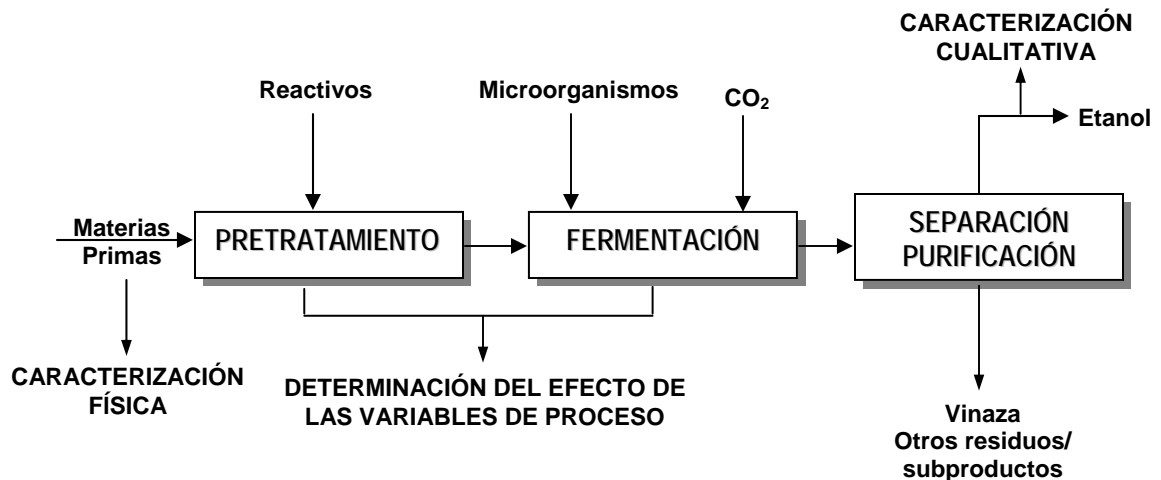 CARACTERIZACIÓN
CUALITATIVA
Reactivos
Microorganismos
CO₂
Etanol
Materias
Primas
PRETRATAMIENTO
FERMENTACIÓN
SEPARACIÓN
PURIFICACIÓN
CARACTERIZACIÓN
FÍSICA
DETERMINACIÓN DEL EFECTO DE
LAS VARIABLES DE PROCESO
Vinaza
Otros residuos/
subproductos